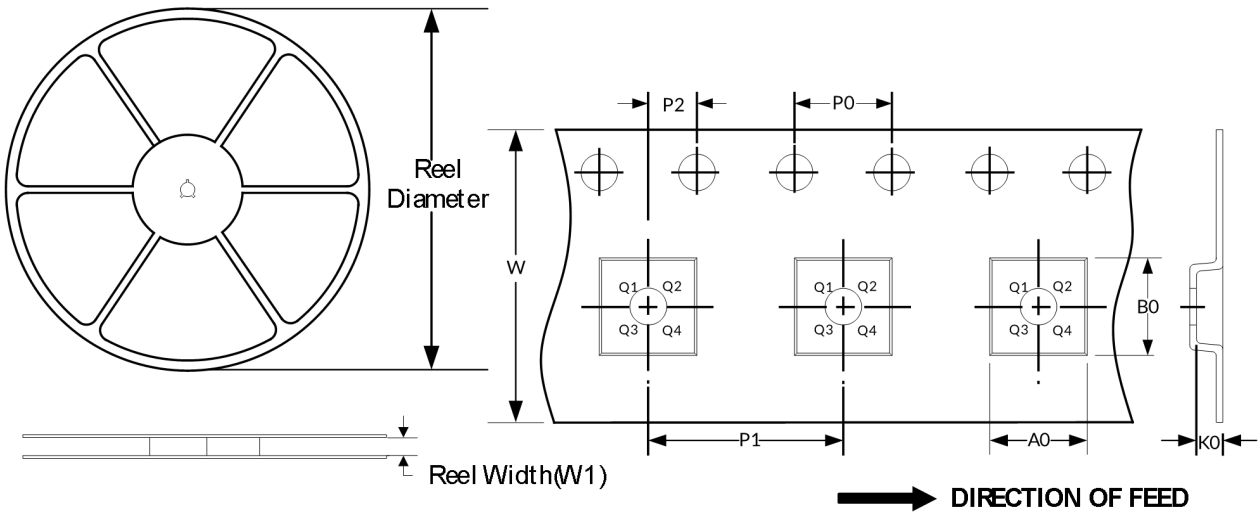 P2
P0
Reel
Diameter
W
Q1 Q2
Q3 Q4
Q1 Q2
Q3 Q4
Q1 Q2
Q3 Q4
B0
P1
A0
K0
Reel Width(W1)
DIRECTION OF FEED